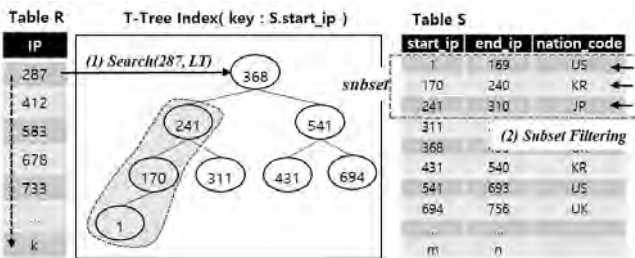 Table R
IP
287
412
583
678
733
...
k
T-Tree Index( key : S.start_ip )
(1) Search(287, LT)
368
241
541
170
311
431
694
1
subset
Table S
start_ip end_ip nation_code
1 169 US
170 240 KR
241 310 JP
311
(2) Subset Filtering
368
431 540 KR
541 693 US
694 756 UK
... ...
m n